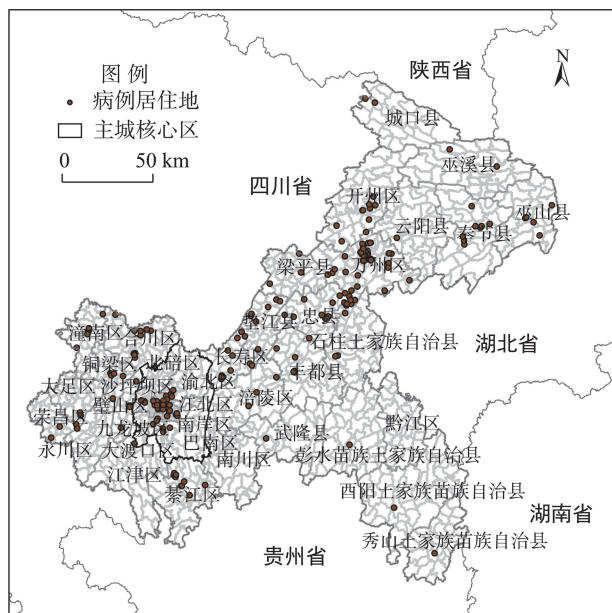 图 例
病例居住地
主城核心区
0 50 km
N
陕西省
城口县
巫溪县
四川省
开州区
云阳县
奉节县
巫山县
梁平县
万州区
垫江县
忠县
石柱土家族自治县
湖北省
潼南区
合川区
铜梁区
北碚区
长寿区
丰都县
大足区
沙坪坝区
渝北区
璧山
江北区
涪陵区
荣昌区
九龙坡区
南岸区
武隆县
黔江区
永川区
大渡口区
巴南区
南川区
彭水苗族土家族自治县
江津区
綦江区
酉阳土家族苗族自治县
湖南省
贵州省
秀山土家族苗族自治县